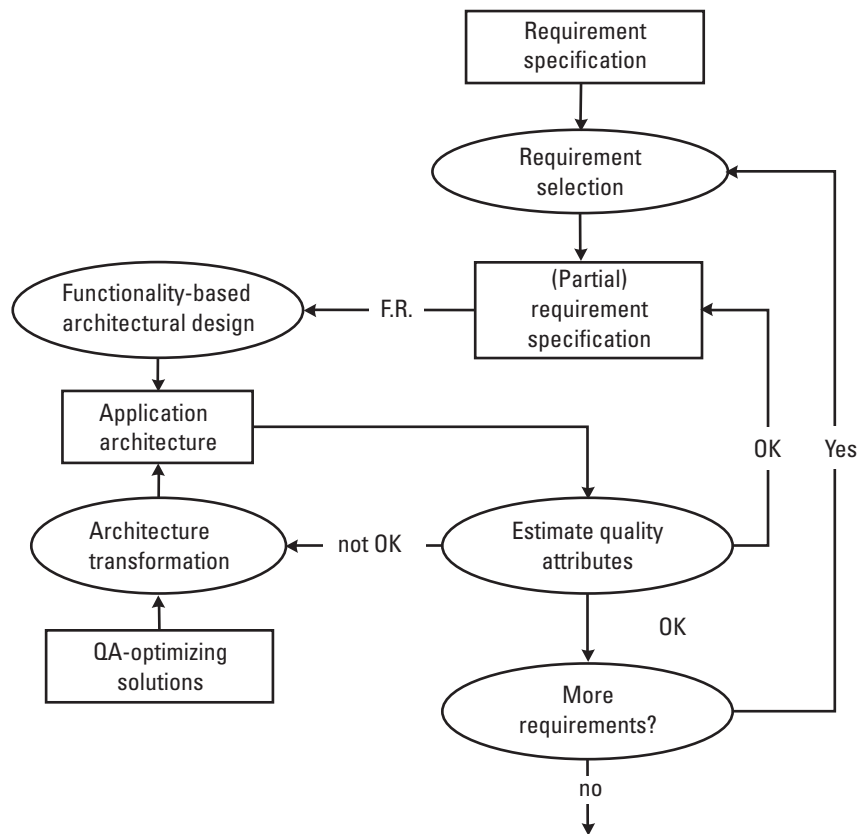 Requirement
specification
Requirement
selection
(Partial)
requirement
specification
F.R.
Functionality-based
architectural design
Application
architecture
OK
Yes
Architecture
transformation
not OK
Estimate quality
attributes
OK
QA-optimizing
solutions
More
requirements?
no